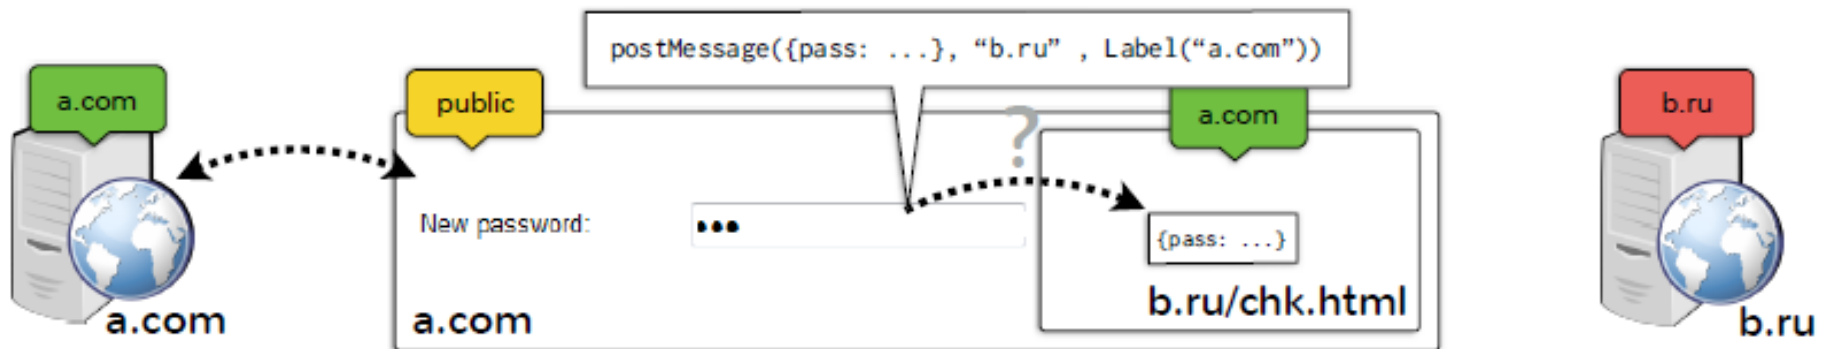 postMessage({pass: ...}, “b.ru” , Label(“a.com”))
a.com
public
a.com
b.ru
?
New password:
•••
{pass: ...}
b.ru/chk.html
a.com
a.com
b.ru